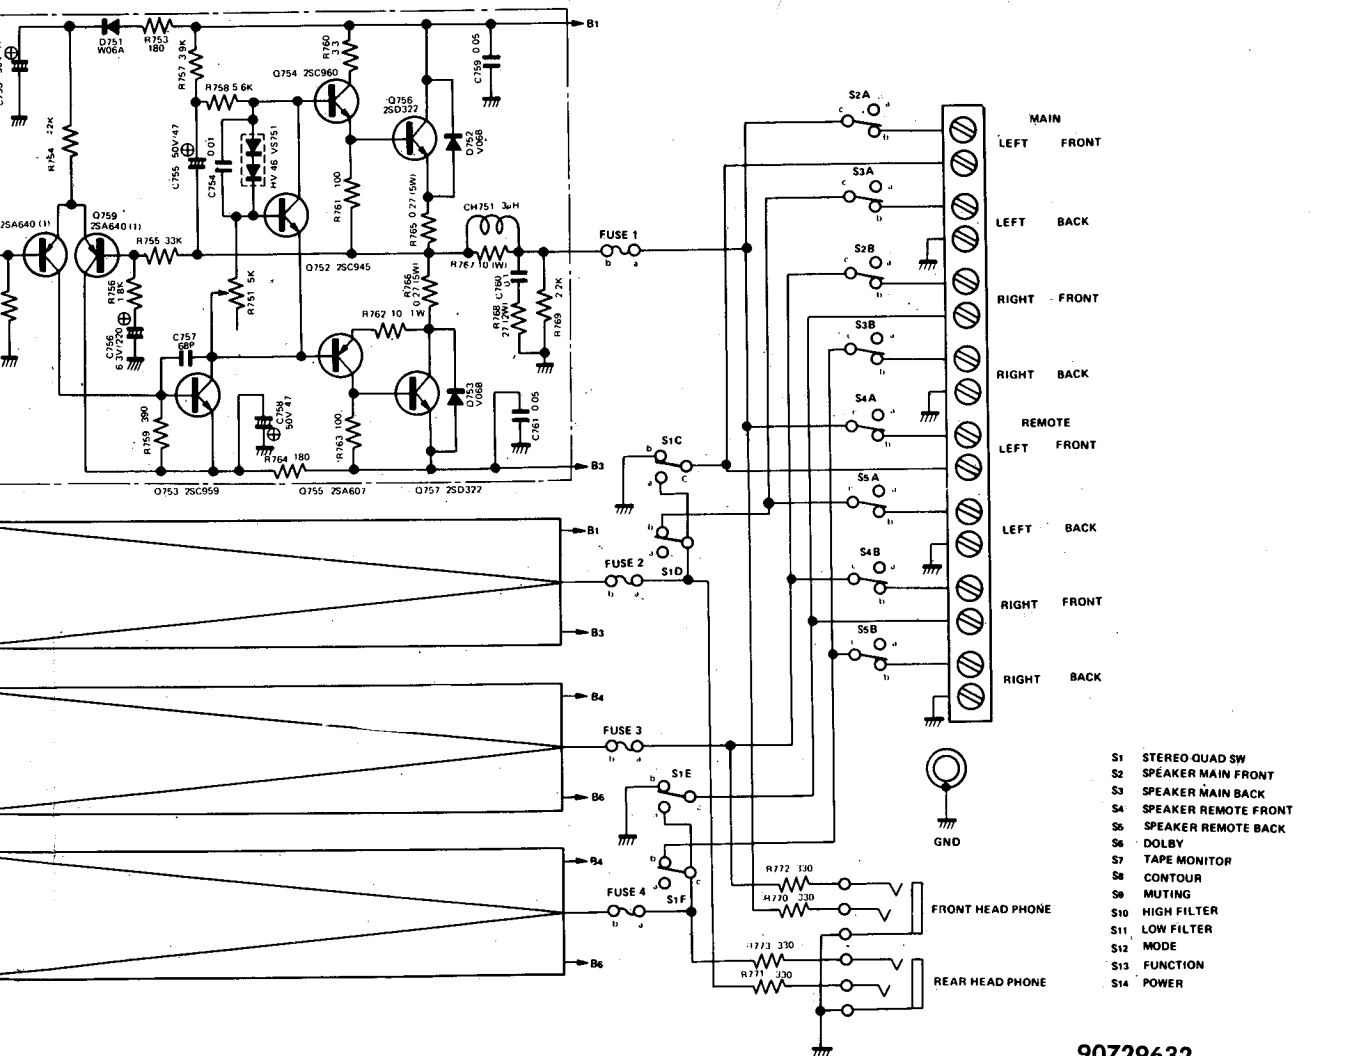 B1
D751
W06A
R753
180
R757 3.9K
R760
3.3
C759 0.05
Q754 2SC960
R758 5.6K
Q756
2SD322
R754
C755 50V/47
C754 0.01
HV 46 VS751
D752
V06B
R761 100
R765 0.27 (5W)
CH751 3μH
2SA640 (1)
Q759
2SA640 (1)
R755 33K
R756
1.8K
Q752 2SC945
R767 10 (W)
R751 5K
R766
0.27 (5W)
C760
R768
27 (2W)
R769 2.2K
C756
6.3V/220
C757
68P
R762 10 1W
R759 390
C758
50V 47
R763 100
D753
V06B
C761 0.05
R764 180
B3
Q753 2SC959
Q755 2SA607
Q757 2SD322
FUSE 1
b a
S1C
b
a
C
b
a
S1D
B1
FUSE 2
b a
B3
B4
FUSE 3
b a
B6
S1E
b
a
b
a
c
S1F
B4
FUSE 4
b a
B6
S2A
c a
b
S3A
c a
b
S2B
c a
b
S3B
c a
b
S4A
c a
b
S5A
c a
b
S4B
c a
b
S5B
c a
b
MAIN
LEFT FRONT
LEFT BACK
RIGHT FRONT
RIGHT BACK
REMOTE
LEFT FRONT
LEFT BACK
RIGHT FRONT
RIGHT BACK
GND
R772 330
R770 330
FRONT HEAD PHONE
R773 330
R771 330
REAR HEAD PHONE
S1 STEREO QUAD SW
S2 SPEAKER MAIN FRONT
S3 SPEAKER MAIN BACK
S4 SPEAKER REMOTE FRONT
S5 SPEAKER REMOTE BACK
S6 DOLBY
S7 TAPE MONITOR
S8 CONTOUR
S9 MUTING
S10 HIGH FILTER
S11 LOW FILTER
S12 MODE
S13 FUNCTION
S14 POWER
90729632